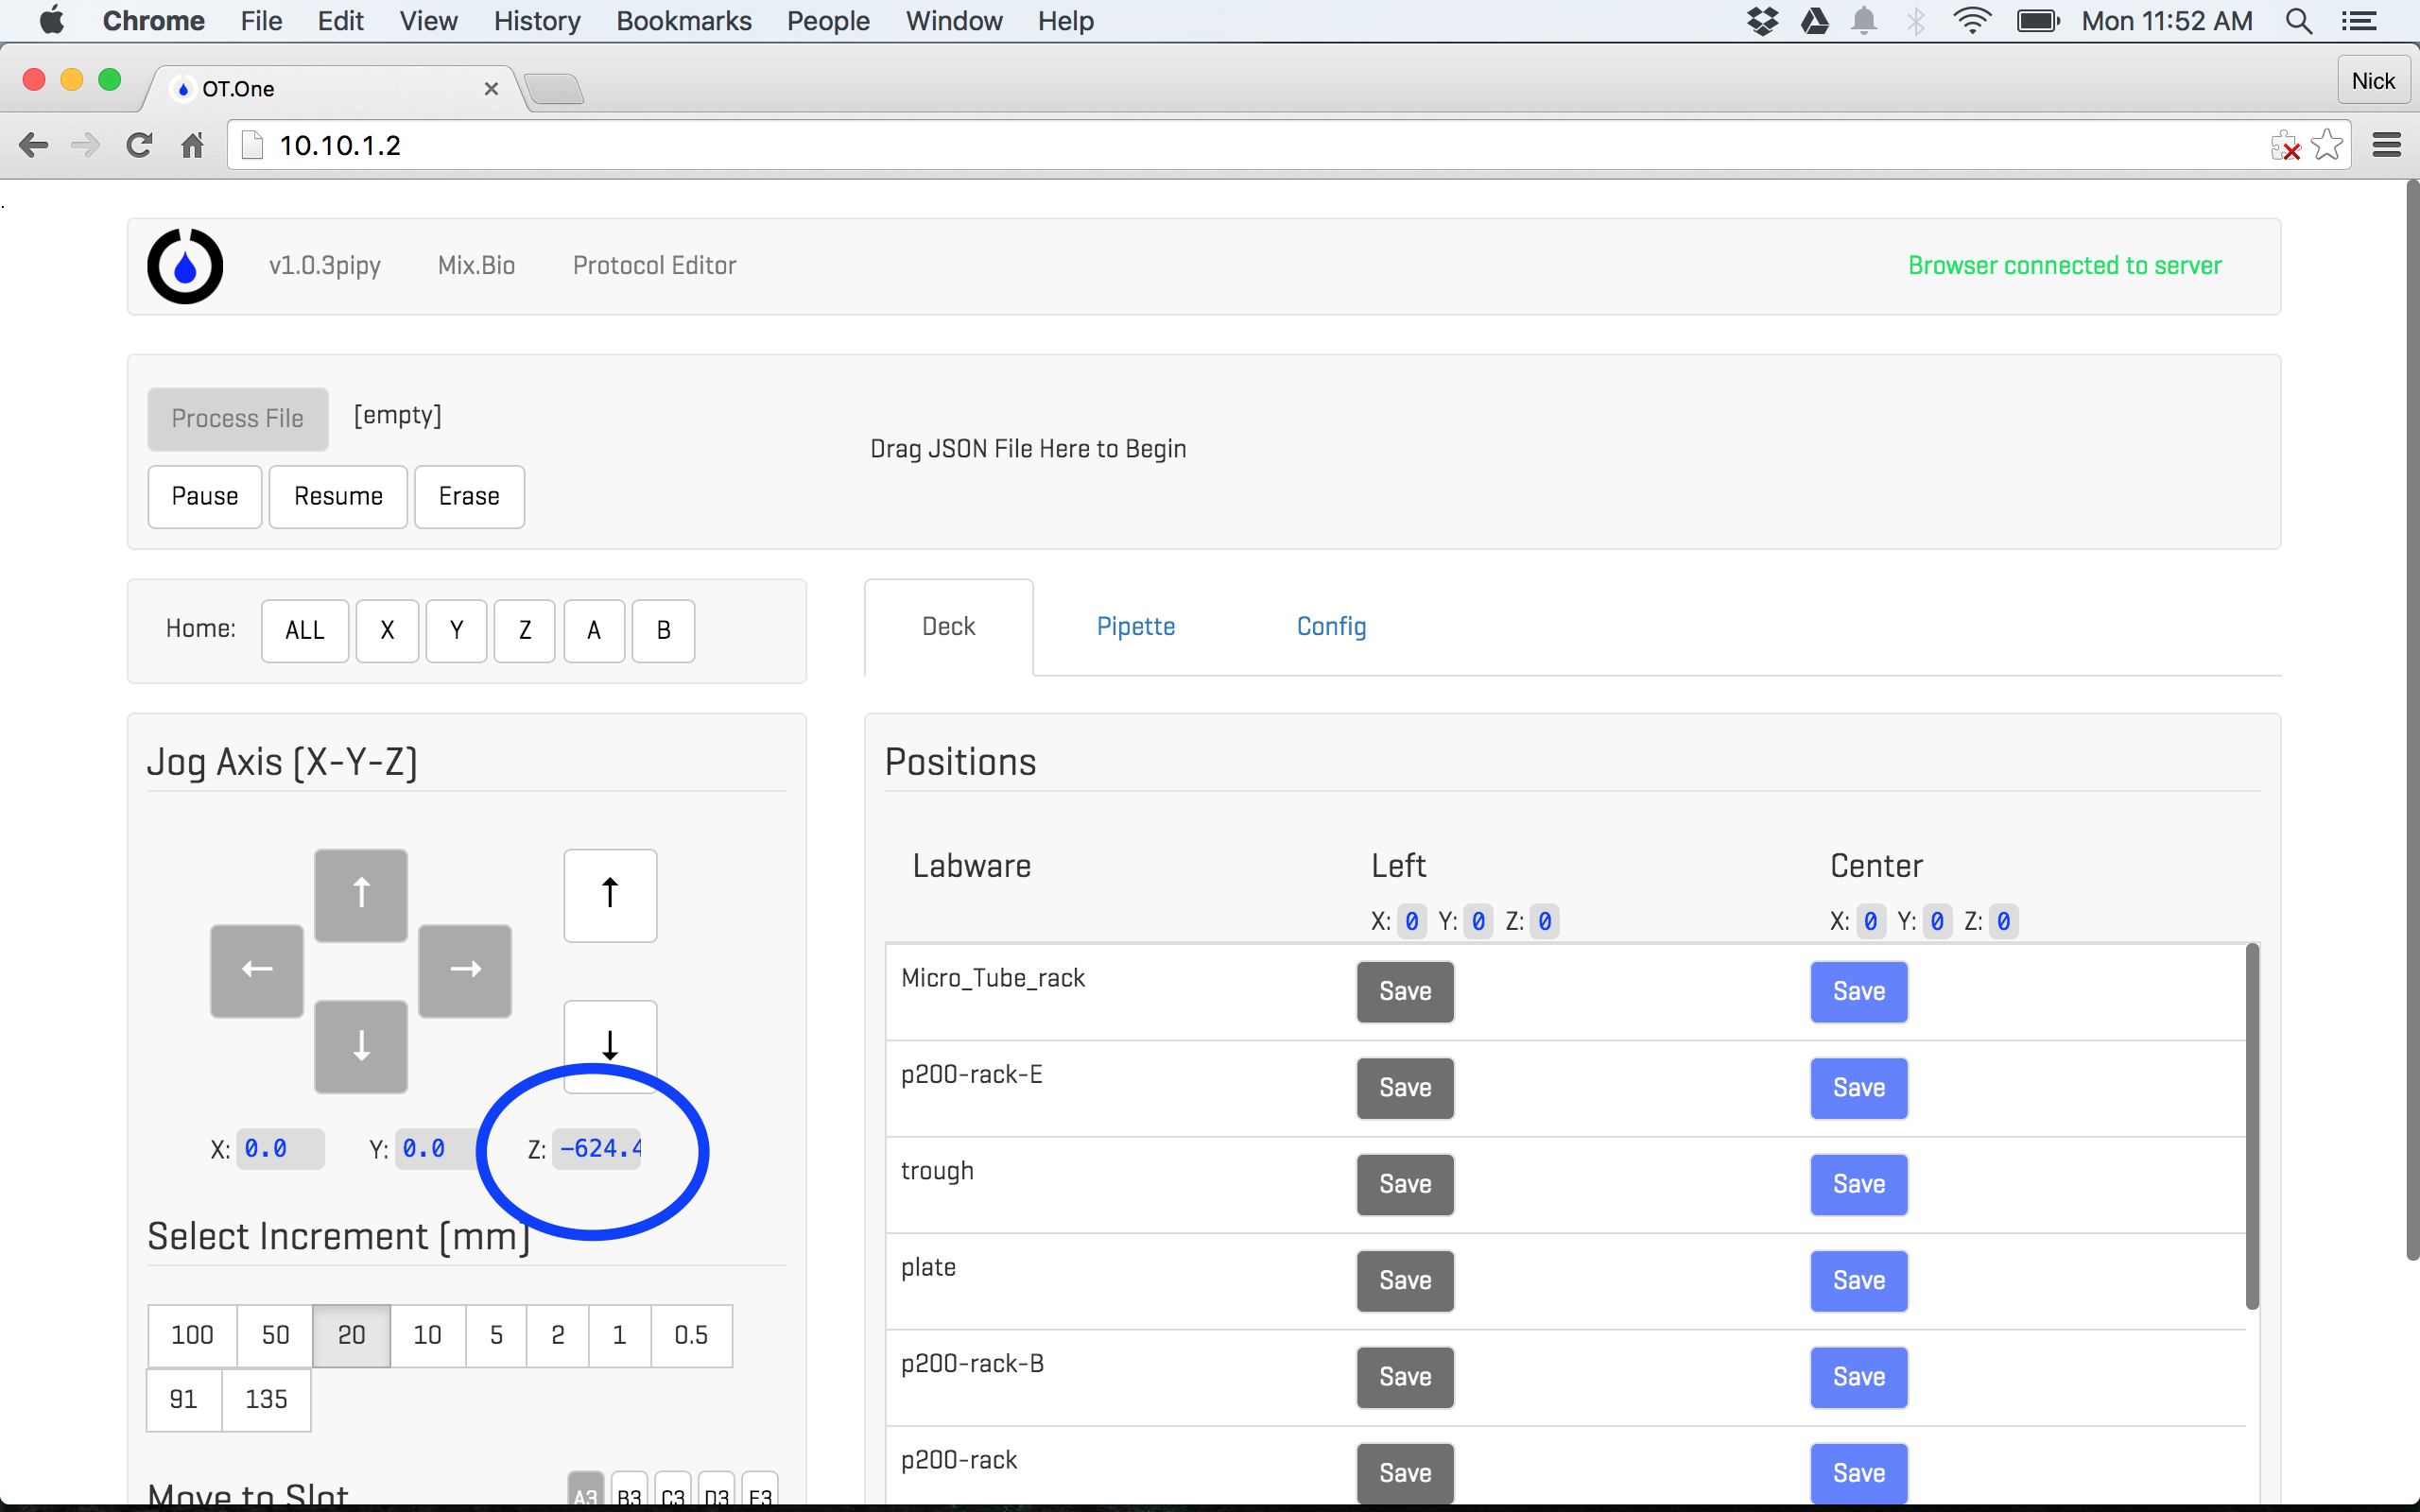 Chrome File Edit View History Bookmarks People Window Help Mon 11:52 AM
OT.One Nick
10.10.1.2
.
v1.0.3pipy Mix.Bio Protocol Editor Browser connected to server
Process File [empty]
Drag JSON File Here to Begin
Pause Resume Erase
Home: ALL X Y Z A B
Deck Pipette Config
Jog Axis (X-Y-Z)
↑ ↑
← →
↓ ↓
X: 0.0 Y: 0.0 Z: -624.4
Select Increment (mm)
100 50 20 10 5 2 1 0.5
91 135
Move to Slot A3 B3 C3 D3 E3
Positions
Labware Left Center
X: 0 Y: 0 Z: 0 X: 0 Y: 0 Z: 0
Micro_Tube_rack Save Save
p200-rack-E Save Save
trough Save Save
plate Save Save
p200-rack-B Save Save
p200-rack Save Save